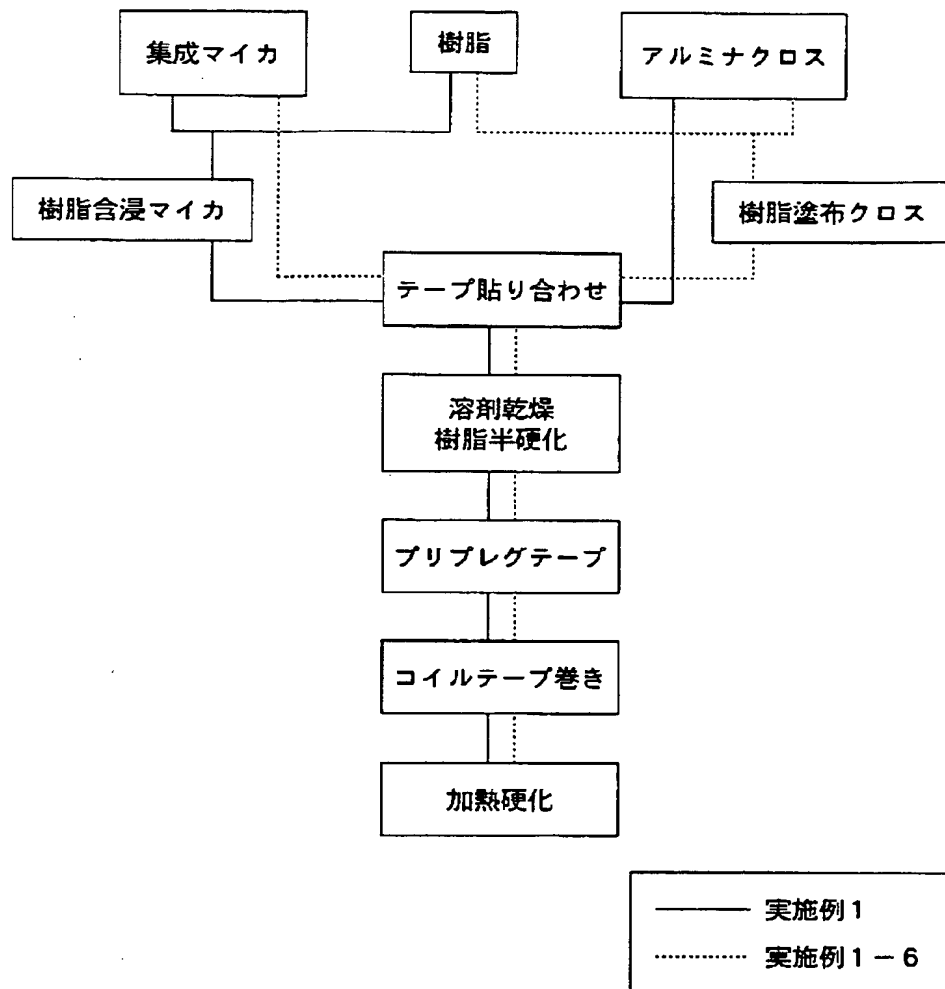 集成マイカ
樹脂
アルミナクロス
樹脂含浸マイカ
樹脂塗布クロス
テープ貼り合わせ
溶剤乾燥
樹脂半硬化
プリプレグテープ
コイルテープ巻き
加熱硬化
実施例1
実施例1－6